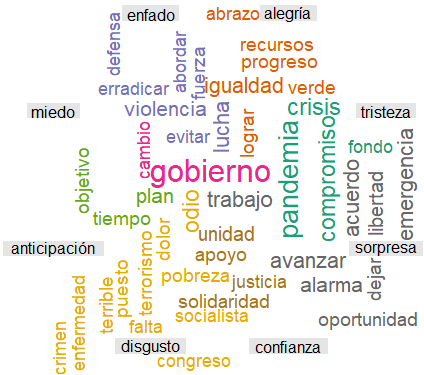 enfado
abrazo
alegría
defensa
abordar
fuerza
recursos
progreso
erradicar
igualdad
verde
miedo
violencia
lucha
lograr
crisis
tristeza
evitar
cambio
pandemia
compromisos
fondo
emergencia
objetivo
gobierno
acuerdo
libertad
plan
odio
trabajo
tiempo
unidad
anticipación
dolor
terrorismo
apoyo
avanzar
sorpresa
puesto
terrible
pobreza
justicia
alarma
dejar
enfermedad
solidaridad
crimen
falta
socialista
oportunidad
disgusto
confianza
congreso